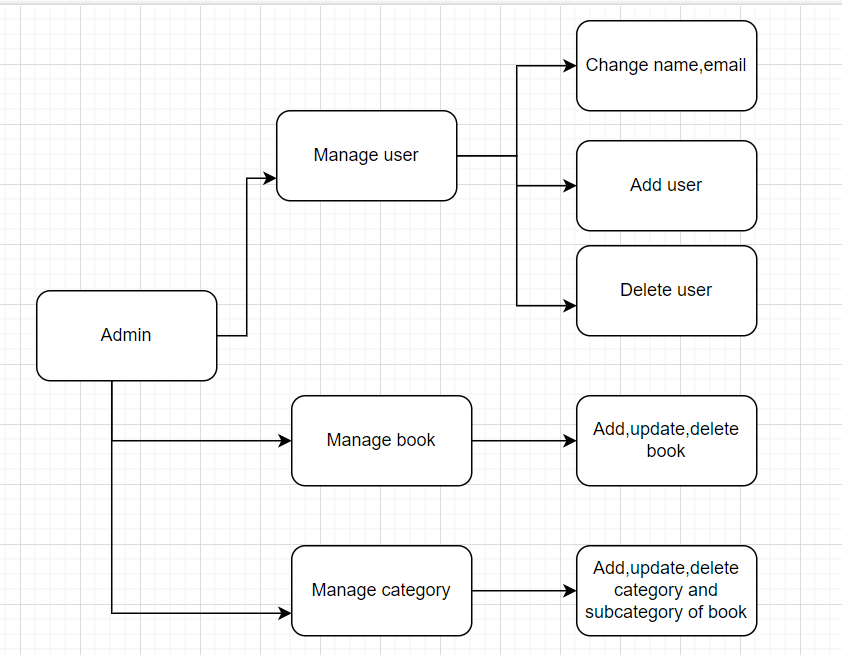 Change name,email
Manage user
Add user
Delete user
Admin
Manage book
Add,update,delete
book
Manage category
Add,update,delete
category and
subcategory of book